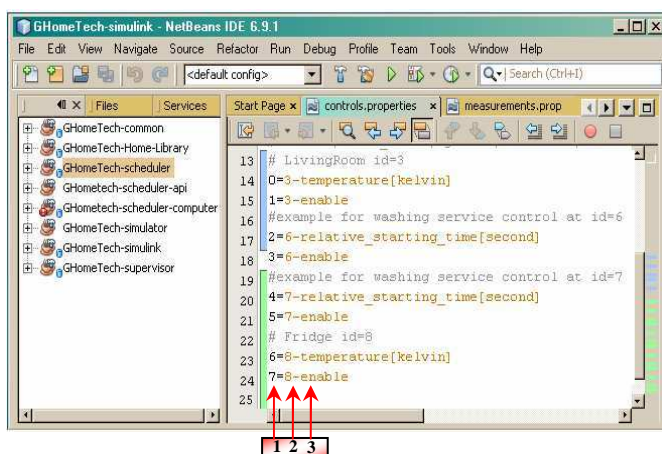 GHomeTech-simulink - NetBeans IDE 6.9.1
File Edit View Navigate Source Refactor Run Debug Profile Team Tools Window Help
<default config> Search (Ctrl+I)
Files Services Start Page controls.properties measurements.prop
GHomeTech-common
GHomeTech-Home-Library
GHomeTech-scheduler
GHometech-scheduler-api
GHometech-scheduler-computer
GHomeTech-simulator
GHomeTech-simulink
GHomeTech-supervisor
13 # LivingRoom id=3
14 0=3-temperature[kelvin]
15 1=3-enable
16 #example for washing service control at id=6
17 2=6-relative_starting_time[second]
18 3=6-enable
19 #example for washing service control at id=7
20 4=7-relative_starting_time[second]
21 5=7-enable
22 # Fridge id=8
23 6=8-temperature[kelvin]
24 7=8-enable
25
1 2 3